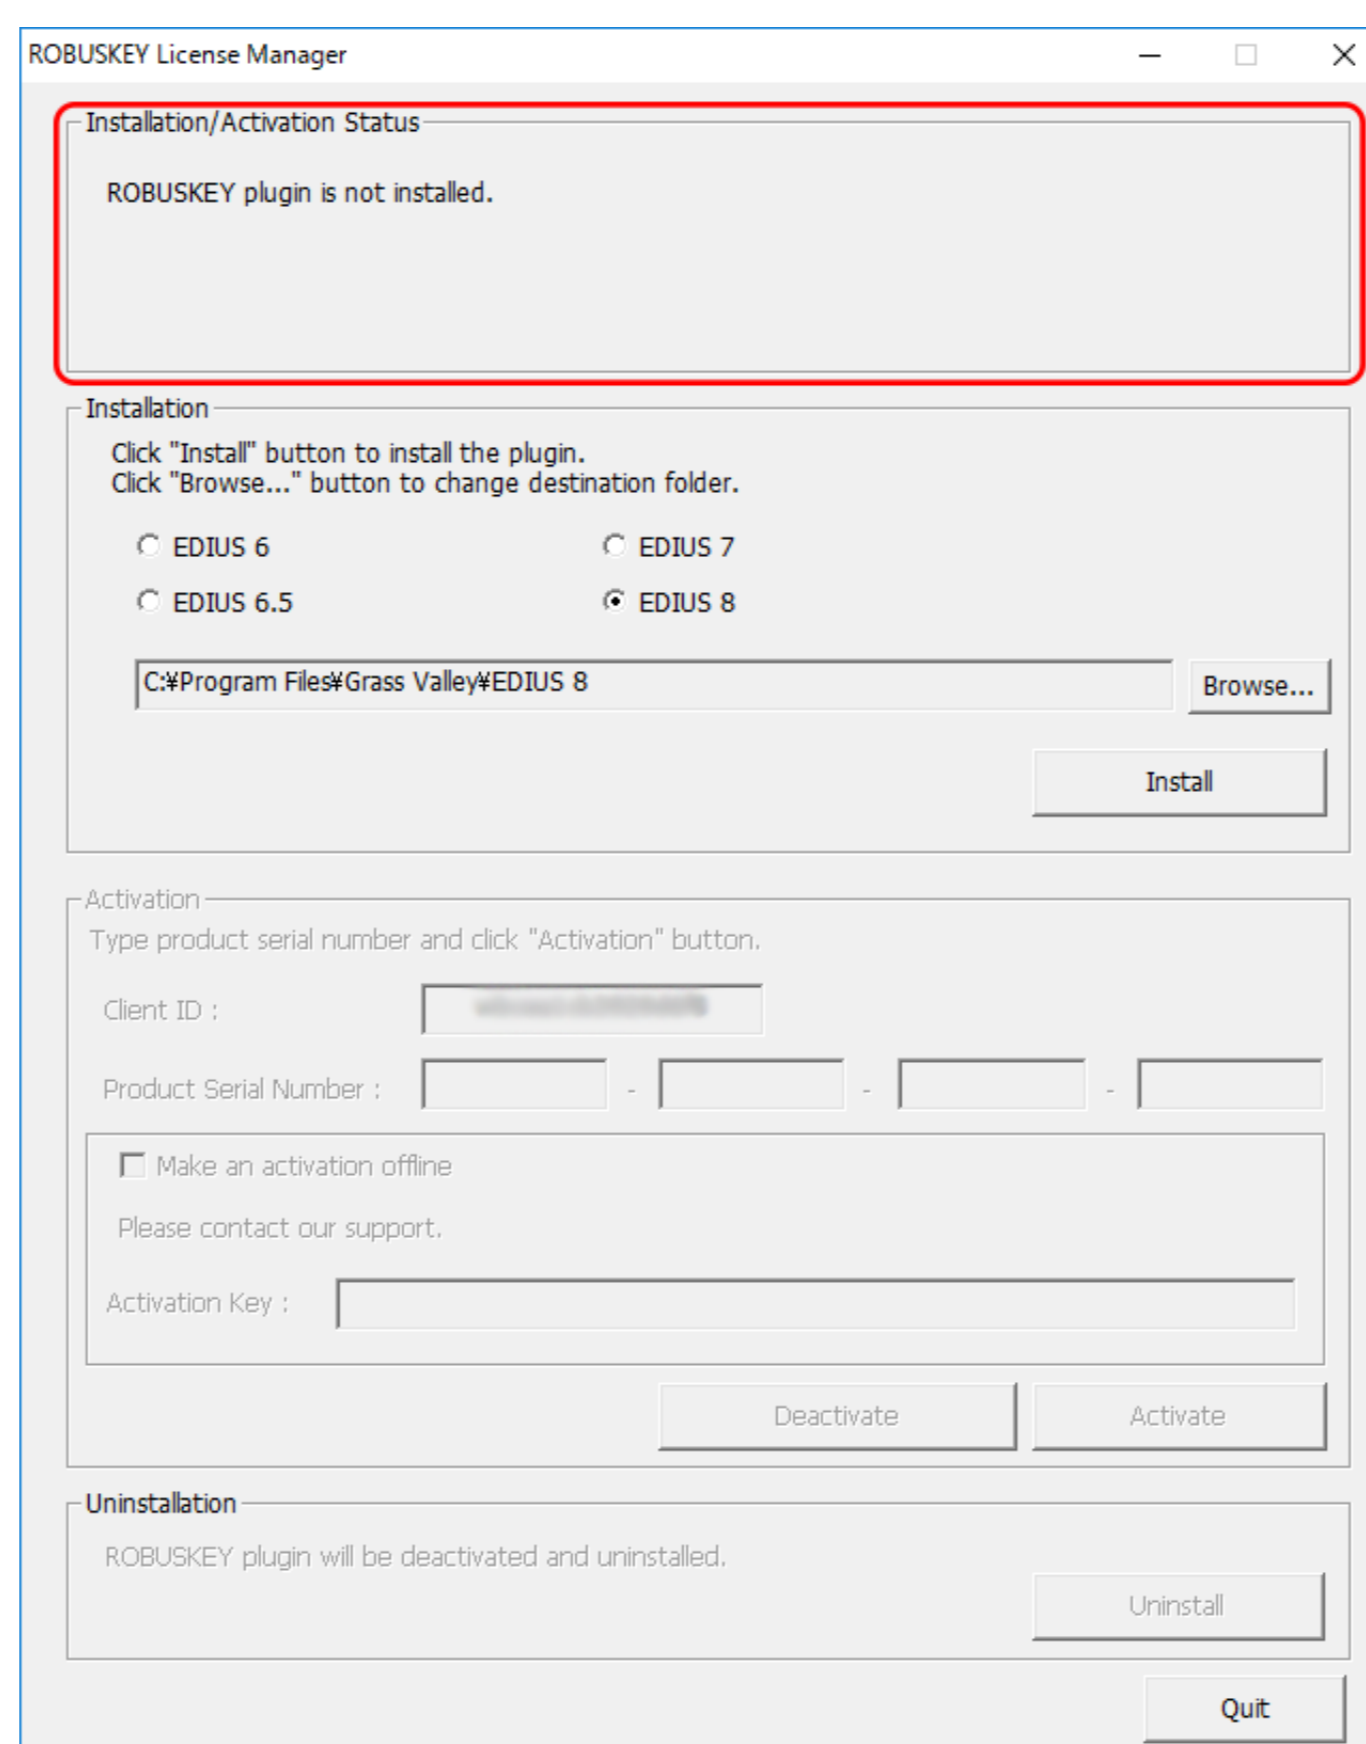 ROBUSKEY License Manager
Installation/Activation Status
ROBUSKEY plugin is not installed.
Installation
Click "Install" button to install the plugin.
Click "Browse..." button to change destination folder.
EDIUS 6 EDIUS 7
EDIUS 6.5 EDIUS 8
C:¥Program Files¥Grass Valley¥EDIUS 8 Browse...
Install
Activation
Type product serial number and click "Activation" button.
Client ID :
Product Serial Number : - - -
Make an activation offline
Please contact our support.
Activation Key :
Deactivate Activate
Uninstallation
ROBUSKEY plugin will be deactivated and uninstalled.
Uninstall
Quit